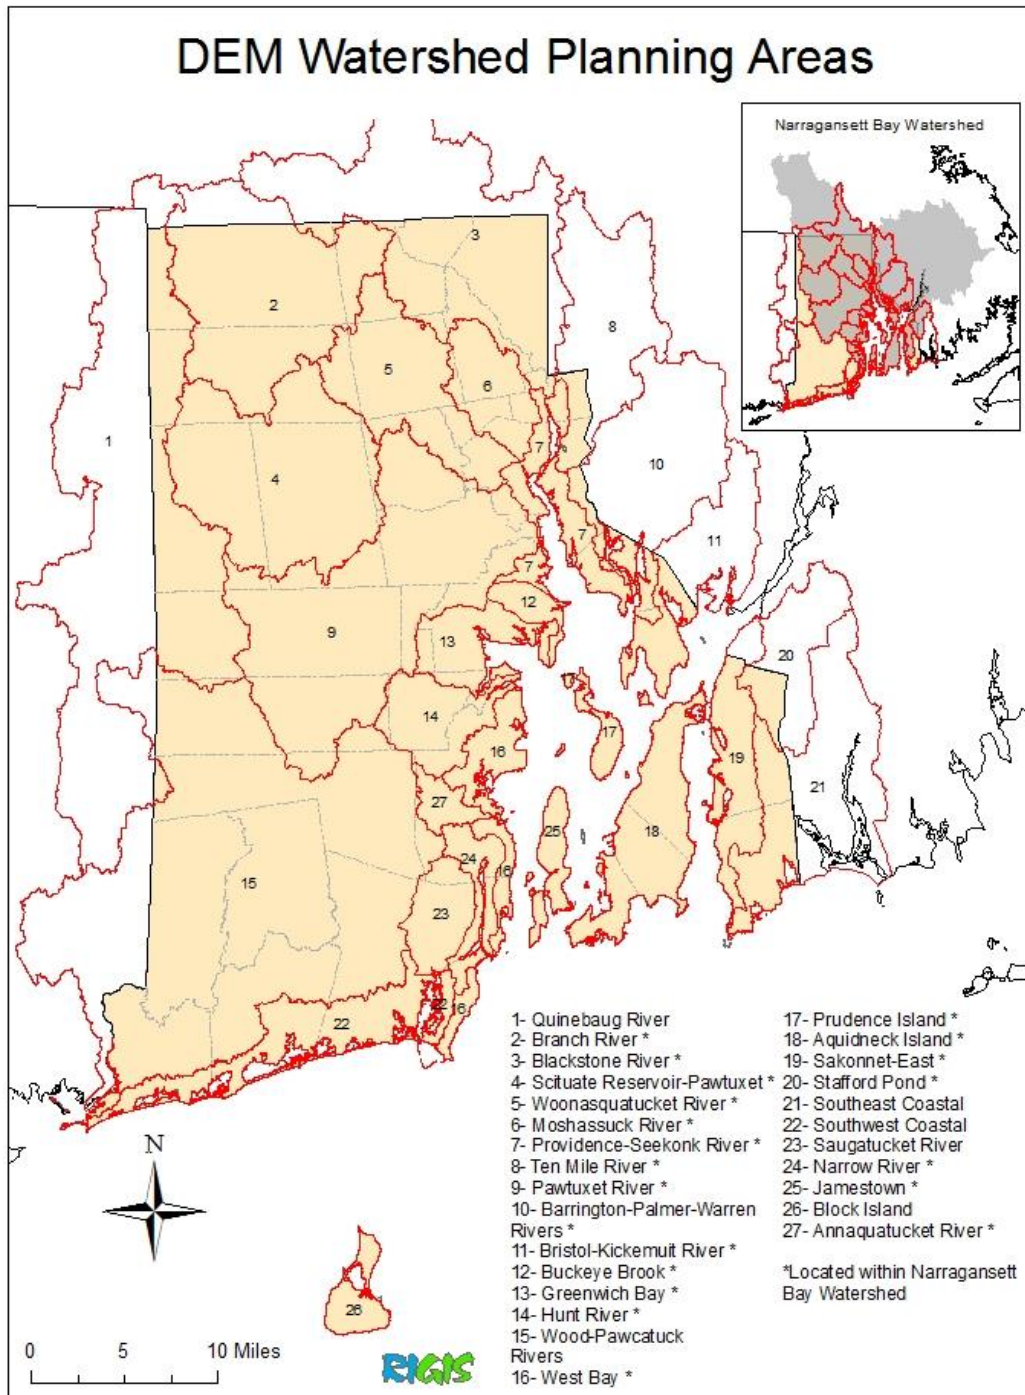 DEM Watershed Planning Areas
Narragansett Bay Watershed
3
2
8
5
6
1
7
10
4
7
11
7
12
9
13
20
17
17
14
16
19
27
21
25
18
24
16
15
23
22
16
22
1- Quinebaug River
2- Branch River *
3- Blackstone River *
4- Scituate Reservoir-Pawtuxet *
5- Woonasquatucket River *
6- Moshassuck River *
7- Providence-Seekonk River *
8- Ten Mile River *
9- Pawtuxet River *
10- Barrington-Palmer-Warren
Rivers *
11- Bristol-Kickemuit River *
12- Buckeye Brook *
13- Greenwich Bay *
14- Hunt River *
15- Wood-Pawcatuck
Rivers
16- West Bay *
17- Prudence Island *
18- Aquidneck Island *
19- Sakonnet-East *
20- Stafford Pond *
21- Southeast Coastal
22- Southwest Coastal
23- Saugatucket River
24- Narrow River *
25- Jamestown *
26- Block Island
27- Annaquatucket River *
*Located within Narragansett
Bay Watershed
N
26
0 5 10 Miles
RIGIS